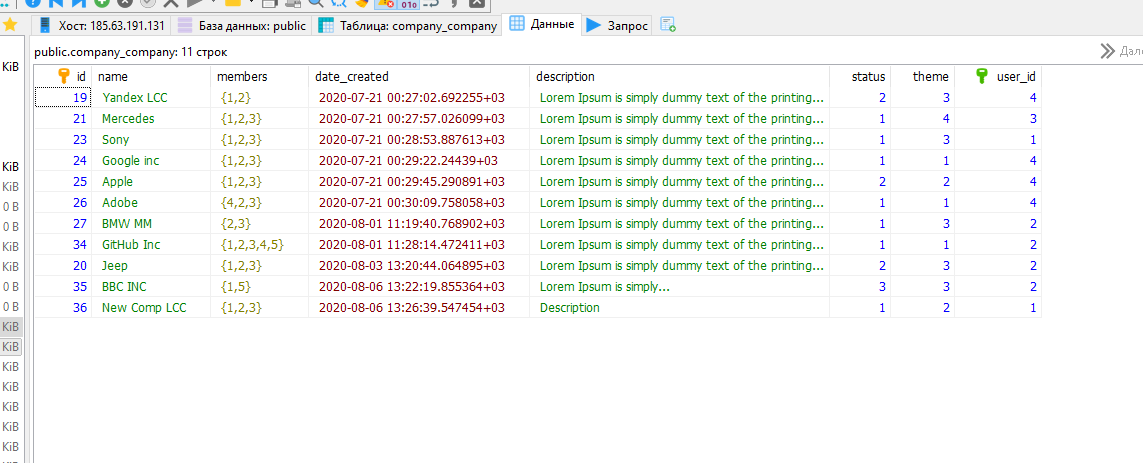 Хост: 185.63.191.131 База данных: public Таблица: company_company Данные Запрос
public.company_company: 11 строк Дале
id name members date_created description status theme user_id
19 Yandex LCC {1,2} 2020-07-21 00:27:02.692255+03 Lorem Ipsum is simply dummy text of the printing... 2 3 4
21 Mercedes {1,2,3} 2020-07-21 00:27:57.026099+03 Lorem Ipsum is simply dummy text of the printing... 1 4 3
23 Sony {1,2,3} 2020-07-21 00:28:53.887613+03 Lorem Ipsum is simply dummy text of the printing... 1 3 1
24 Google inc {1,2,3} 2020-07-21 00:29:22.24439+03 Lorem Ipsum is simply dummy text of the printing... 1 1 4
25 Apple {1,2,3} 2020-07-21 00:29:45.290891+03 Lorem Ipsum is simply dummy text of the printing... 2 2 4
26 Adobe {4,2,3} 2020-07-21 00:30:09.758058+03 Lorem Ipsum is simply dummy text of the printing... 1 1 4
27 BMW MM {2,3} 2020-08-01 11:19:40.768902+03 Lorem Ipsum is simply dummy text of the printing... 1 3 2
34 GitHub Inc {1,2,3,4,5} 2020-08-01 11:28:14.472411+03 Lorem Ipsum is simply dummy text of the printing... 1 1 2
20 Jeep {1,2,3} 2020-08-03 13:20:44.064895+03 Lorem Ipsum is simply dummy text of the printing... 2 3 2
35 BBC INC {1,5} 2020-08-06 13:22:19.855364+03 Lorem Ipsum is simply... 3 3 2
36 New Comp LCC {1,2,3} 2020-08-06 13:26:39.547454+03 Description 1 2 1
KiB
KiB
KiB
0 B
0 B
KiB
KiB
0 B
0 B
KiB
KiB
KiB
KiB
KiB
KiB
KiB